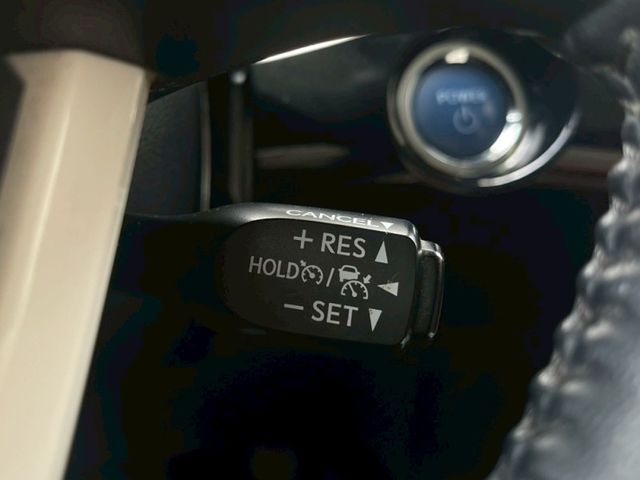 POWER
CANCEL
+ RES
HOLD /
− SET